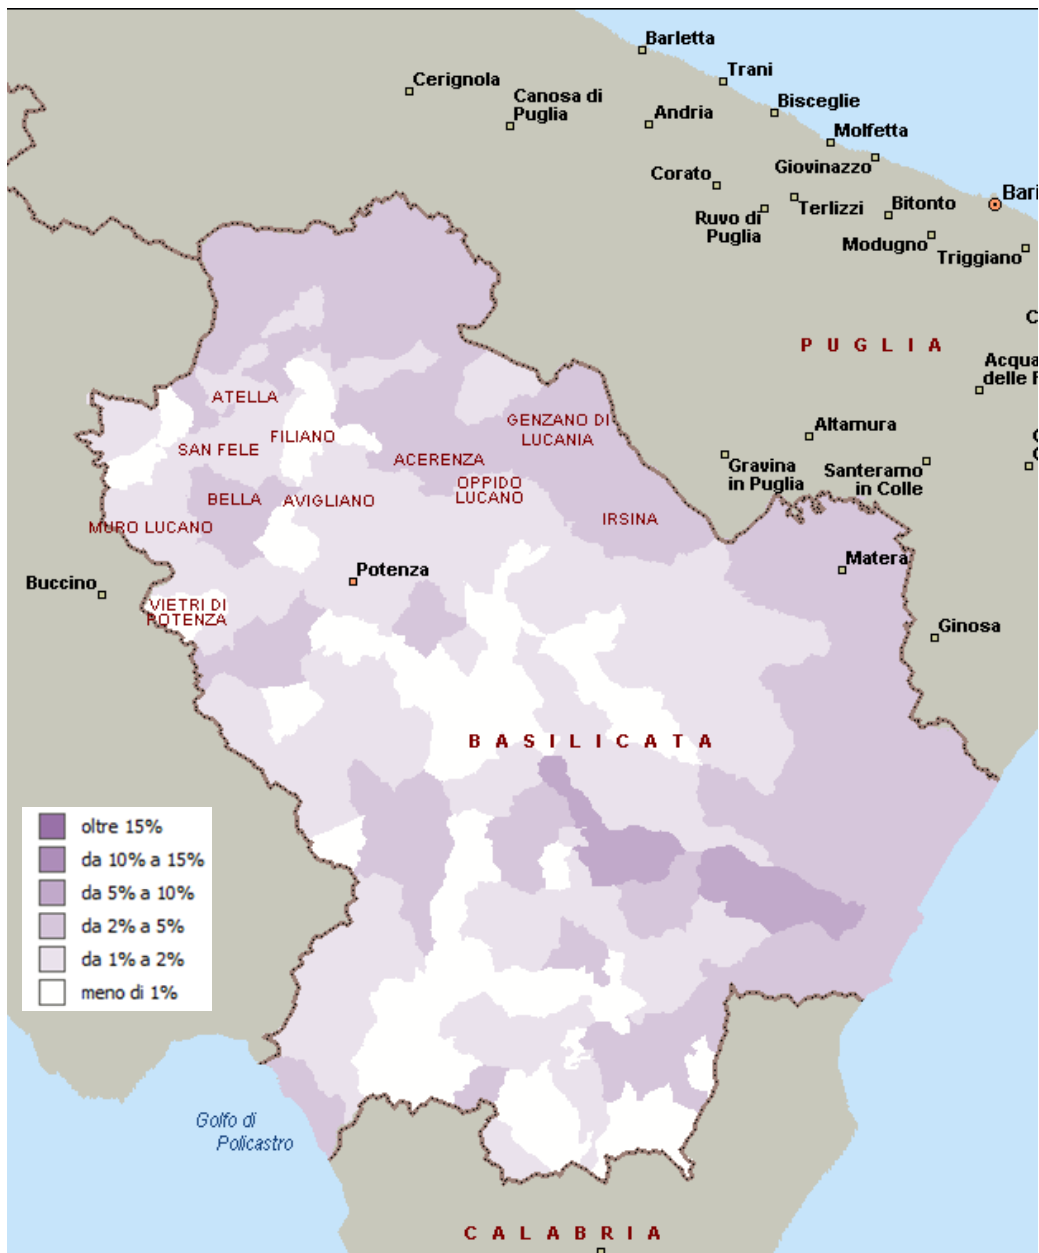 Barletta
Trani
Cerignola
Canosa di
Puglia
Bisceglie
Andria
Molfetta
Giovinazzo
Corato
Bari
Terlizzi
Bitonto
Ruvo di
Puglia
Modugno
Triggiano
C
P U G L I A
Acqua
delle F
ATELLA
GENZANO DI
LUCANIA
Altamura
FILIANO
SAN FELE
ACERENZA
Gravina
in Puglia
Santeramo
in Colle
OPPIDO
LUCANO
BELLA
AVIGLIANO
IRSINA
MURO LUCANO
Matera
Potenza
Buccino
VIETRI DI
POTENZA
Ginosa
B A S I L I C A T A
oltre 15%
da 10% a 15%
da 5% a 10%
da 2% a 5%
da 1% a 2%
meno di 1%
Golfo di
Policastro
C A L A B R I A